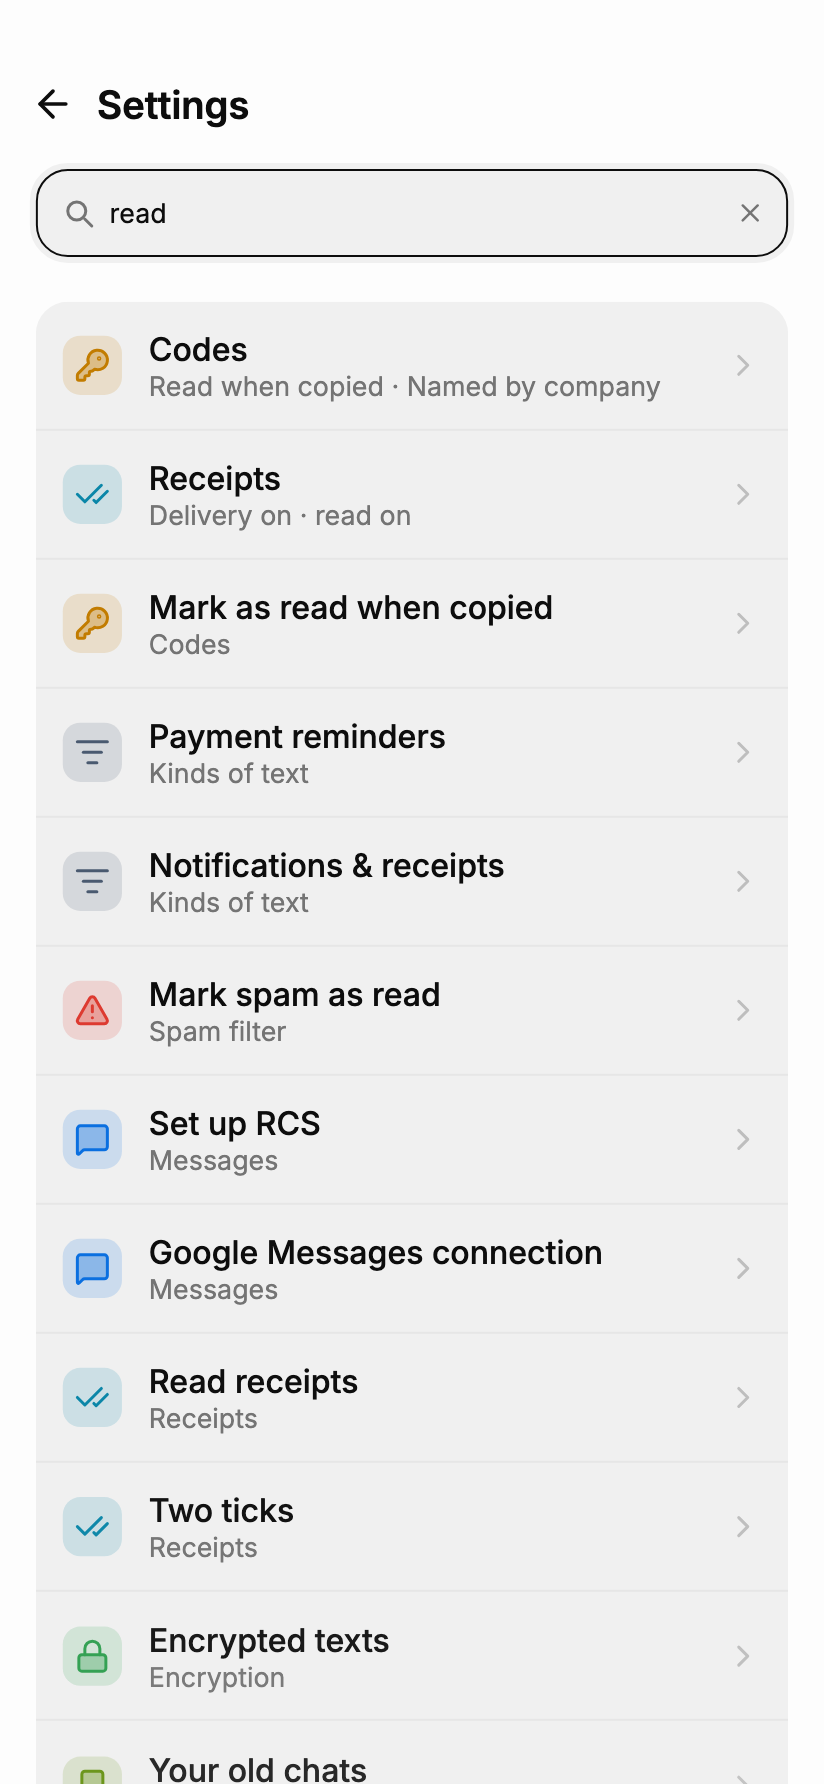 Settings
read
Codes
Read when copied · Named by company
Receipts
Delivery on · read on
Mark as read when copied
Codes
Payment reminders
Kinds of text
Notifications & receipts
Kinds of text
Mark spam as read
Spam filter
Set up RCS
Messages
Google Messages connection
Messages
Read receipts
Receipts
Two ticks
Receipts
Encrypted texts
Encryption
Your old chats